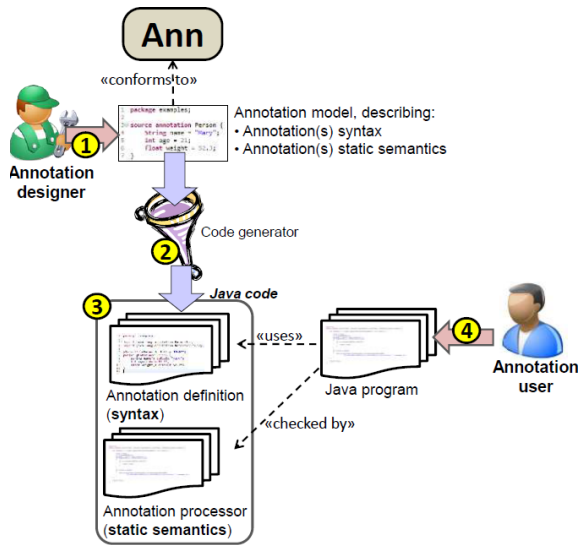 Ann
«conforms to»
package examples;
source annotation Person {
String name = "Mary";
int age = 21;
float weight = 52.3;
}
Annotation model, describing:
• Annotation(s) syntax
• Annotation(s) static semantics
1
Annotation
designer
Code generator
2
Java code
3
4
«uses»
Annotation definition
(syntax)
Java program
Annotation
user
«checked by»
Annotation processor
(static semantics)